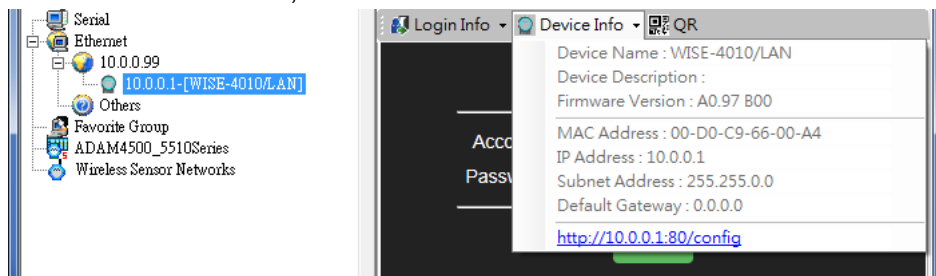 Serial
Ethernet
10.0.0.99
10.0.0.1-[WISE-4010/LAN]
Others
Favorite Group
ADAM4500_5510Series
Wireless Sensor Networks
Login Info Device Info QR
Device Name : WISE-4010/LAN
Device Description :
Firmware Version : A0.97 B00
MAC Address : 00-D0-C9-66-00-A4
IP Address : 10.0.0.1
Subnet Address : 255.255.0.0
Default Gateway : 0.0.0.0
http://10.0.0.1:80/config
Acco
Passw